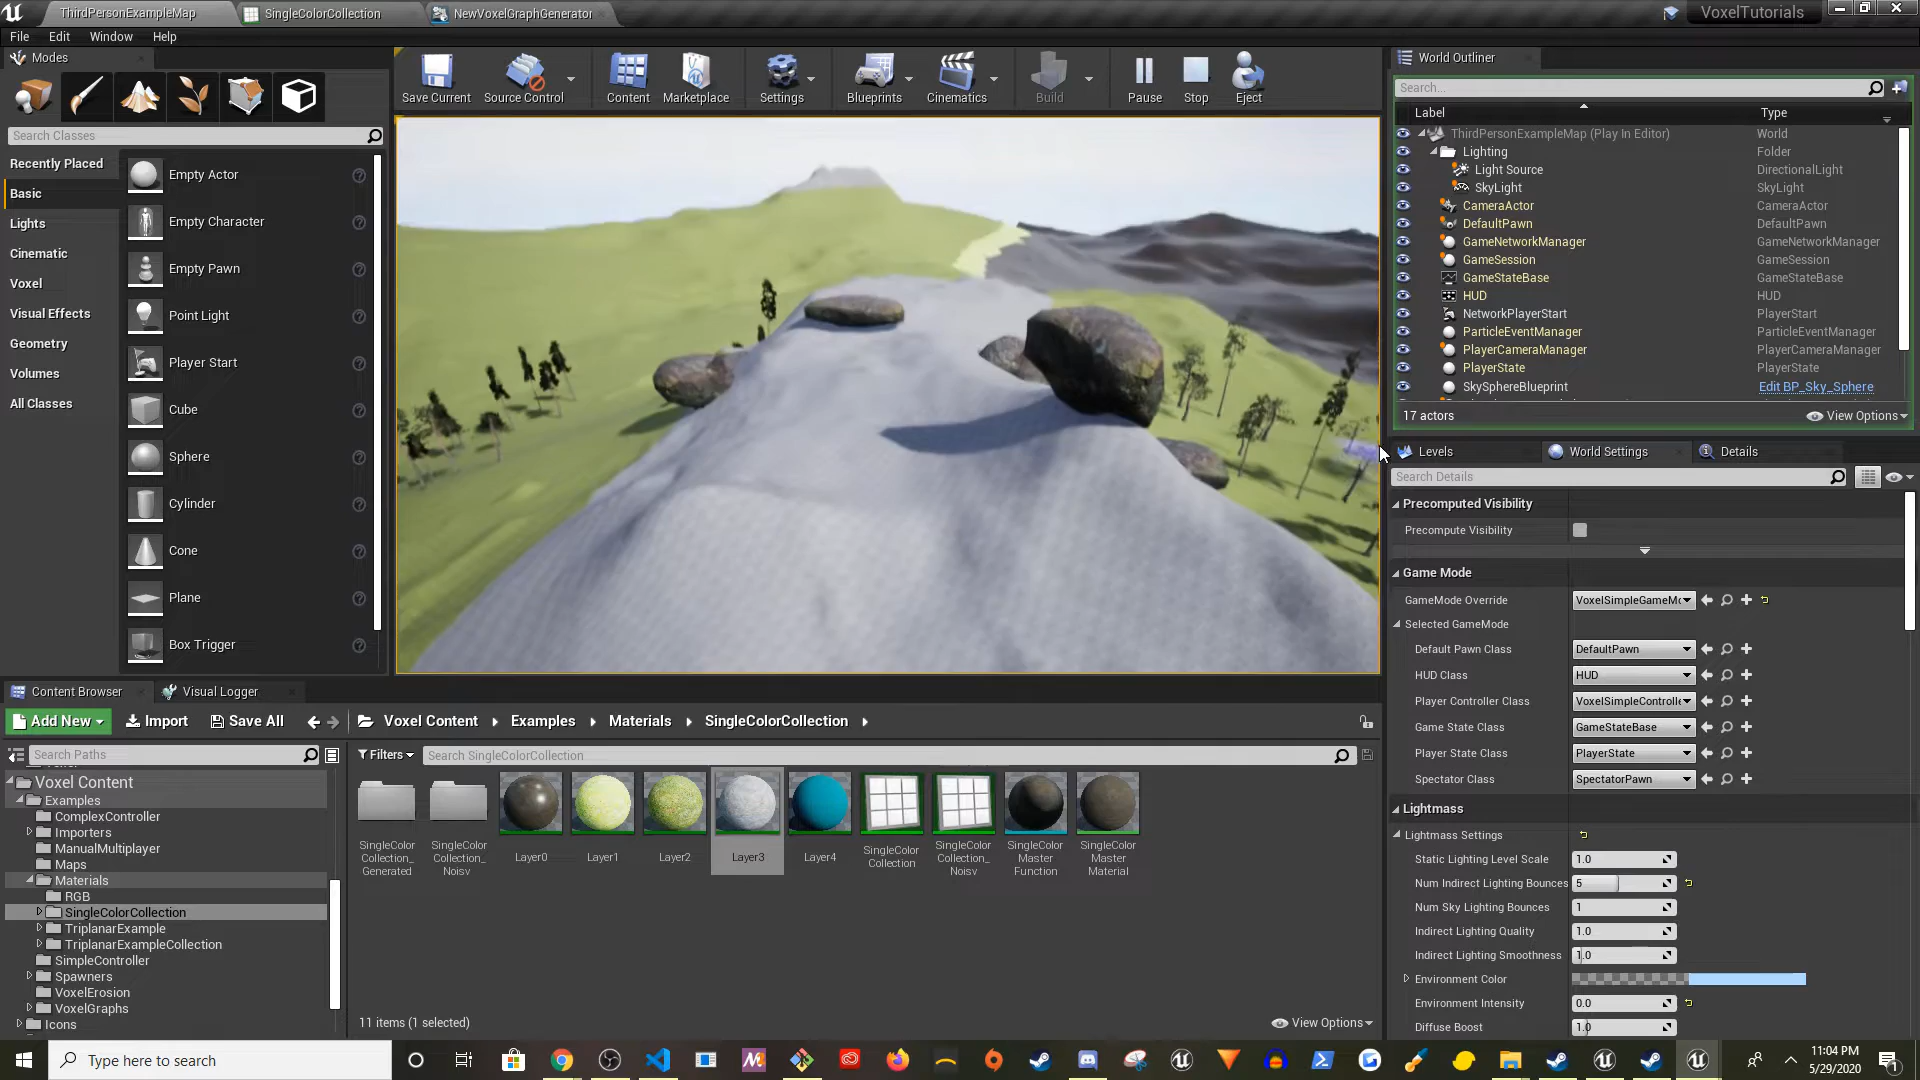 ThirdPersonExampleMap
SingleColorCollection
NewVoxelGraphGenerator
VoxelTutorials
File Edit Window Help
Modes
Search Classes
Recently Placed
Basic
Lights
Cinematic
Voxel
Visual Effects
Geometry
Volumes
All Classes
Empty Actor
Empty Character
Empty Pawn
Point Light
Player Start
Cube
Sphere
Cylinder
Cone
Plane
Box Trigger
Save Current Source Control Content Marketplace Settings Blueprints Cinematics Build Pause Stop Eject
World Outliner
Search...
Label Type
ThirdPersonExampleMap (Play In Editor) World
Lighting Folder
Light Source DirectionalLight
SkyLight SkyLight
CameraActor CameraActor
DefaultPawn DefaultPawn
GameNetworkManager GameNetworkManager
GameSession GameSession
GameStateBase GameStateBase
HUD HUD
NetworkPlayerStart PlayerStart
ParticleEventManager ParticleEventManager
PlayerCameraManager PlayerCameraManager
PlayerState PlayerState
SkySphereBlueprint Edit BP_Sky_Sphere
17 actors View Options
Levels World Settings Details
Search Details
Precomputed Visibility
Precompute Visibility
Game Mode
GameMode Override VoxelSimpleGameMo
Selected GameMode
Default Pawn Class DefaultPawn
HUD Class HUD
Player Controller Class VoxelSimpleControlle
Game State Class GameStateBase
Player State Class PlayerState
Spectator Class SpectatorPawn
Lightmass
Lightmass Settings
Static Lighting Level Scale 1.0
Num Indirect Lighting Bounces 5
Num Sky Lighting Bounces 1
Indirect Lighting Quality 1.0
Indirect Lighting Smoothness 1.0
Environment Color
Environment Intensity 0.0
Diffuse Boost 1.0
Content Browser Visual Logger
Add New Import Save All Voxel Content Examples Materials SingleColorCollection
Search Paths
Filters Search SingleColorCollection
Voxel Content
Examples
ComplexController
Importers
ManualMultiplayer
Maps
Materials
RGB
SingleColorCollection
TriplanarExample
TriplanarExampleCollection
SimpleController
Spawners
VoxelErosion
VoxelGraphs
Icons
SingleColor
Collection_
Generated
SingleColor
Collection_
Noisy
Layer0
Layer1
Layer2
Layer3
Layer4
SingleColor
Collection
SingleColor
Collection_
Noisy
SingleColor
Master
Function
SingleColor
Master
Material
11 items (1 selected) View Options
Type here to search
11:04 PM
5/29/2020